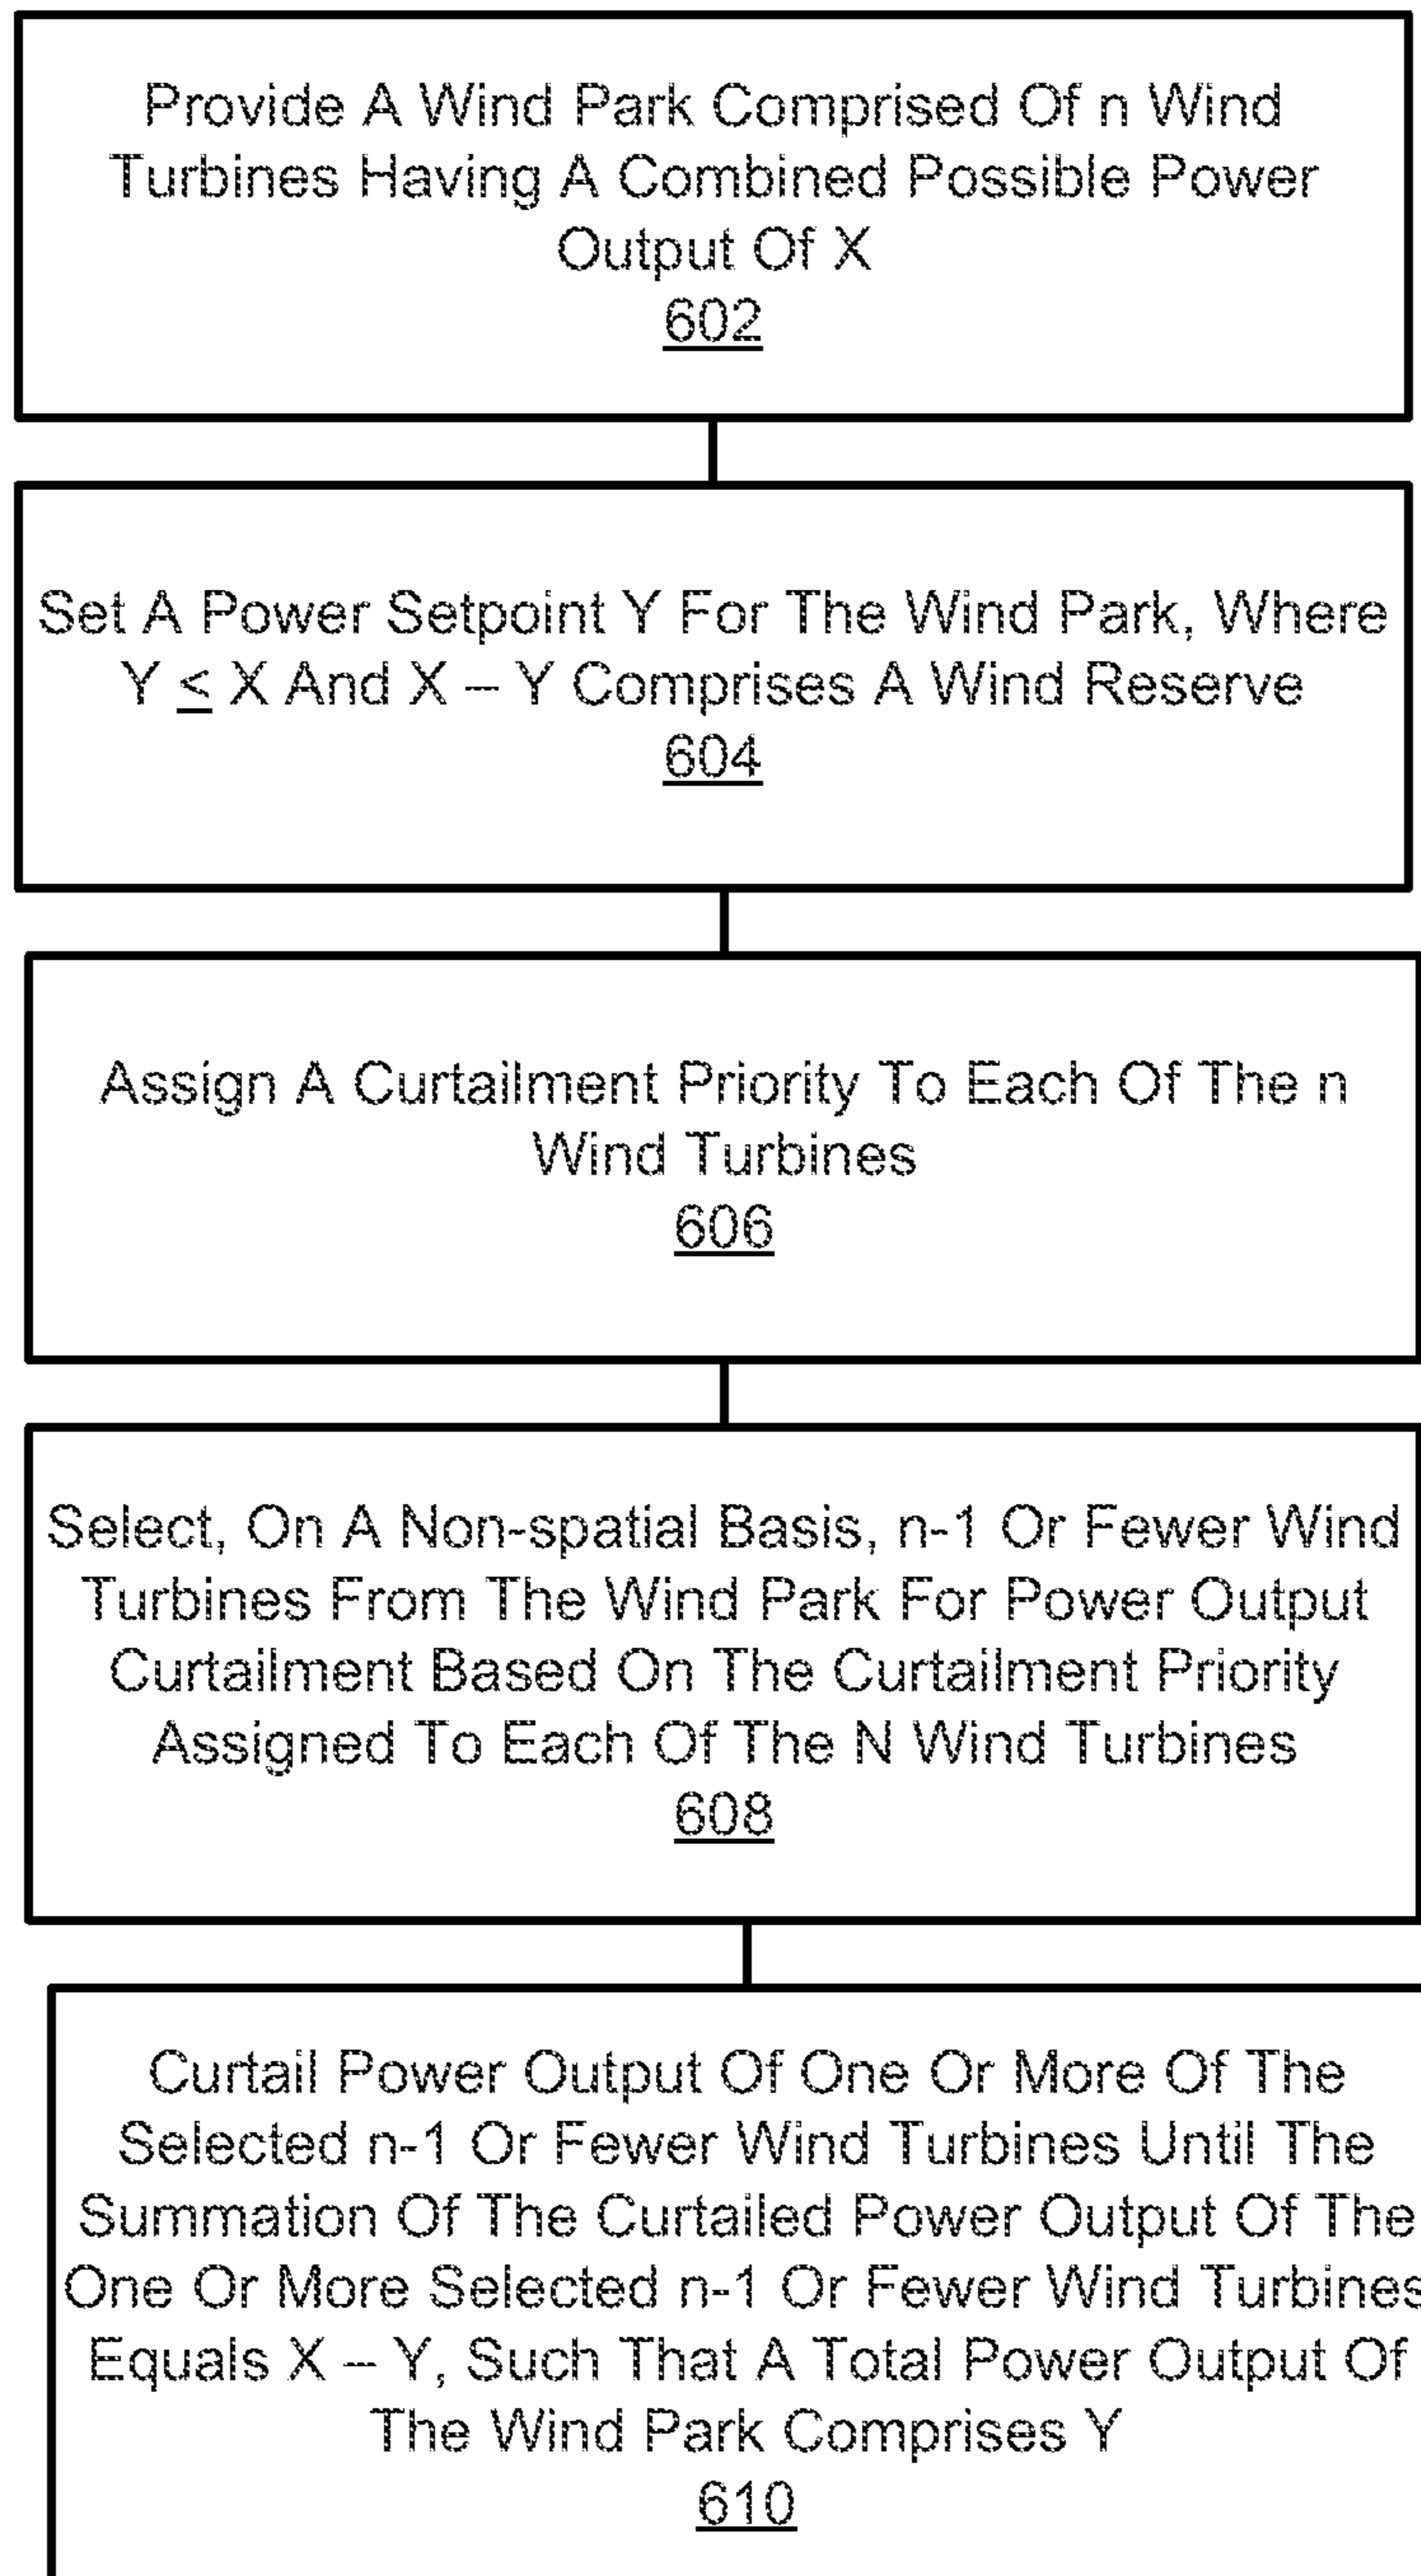 Provide A Wind Park Comprised Of n Wind
Turbines Having A Combined Possible Power
Output Of X
602
Set A Power Setpoint Y For The Wind Park, Where
Y ≤ X And X – Y Comprises A Wind Reserve
604
Assign A Curtailment Priority To Each Of The n
Wind Turbines
606
Select, On A Non-spatial Basis, n-1 Or Fewer Wind
Turbines From The Wind Park For Power Output
Curtailment Based On The Curtailment Priority
Assigned To Each Of The N Wind Turbines
608
Curtail Power Output Of One Or More Of The
Selected n-1 Or Fewer Wind Turbines Until The
Summation Of The Curtailed Power Output Of The
One Or More Selected n-1 Or Fewer Wind Turbines
Equals X – Y, Such That A Total Power Output Of
The Wind Park Comprises Y
610